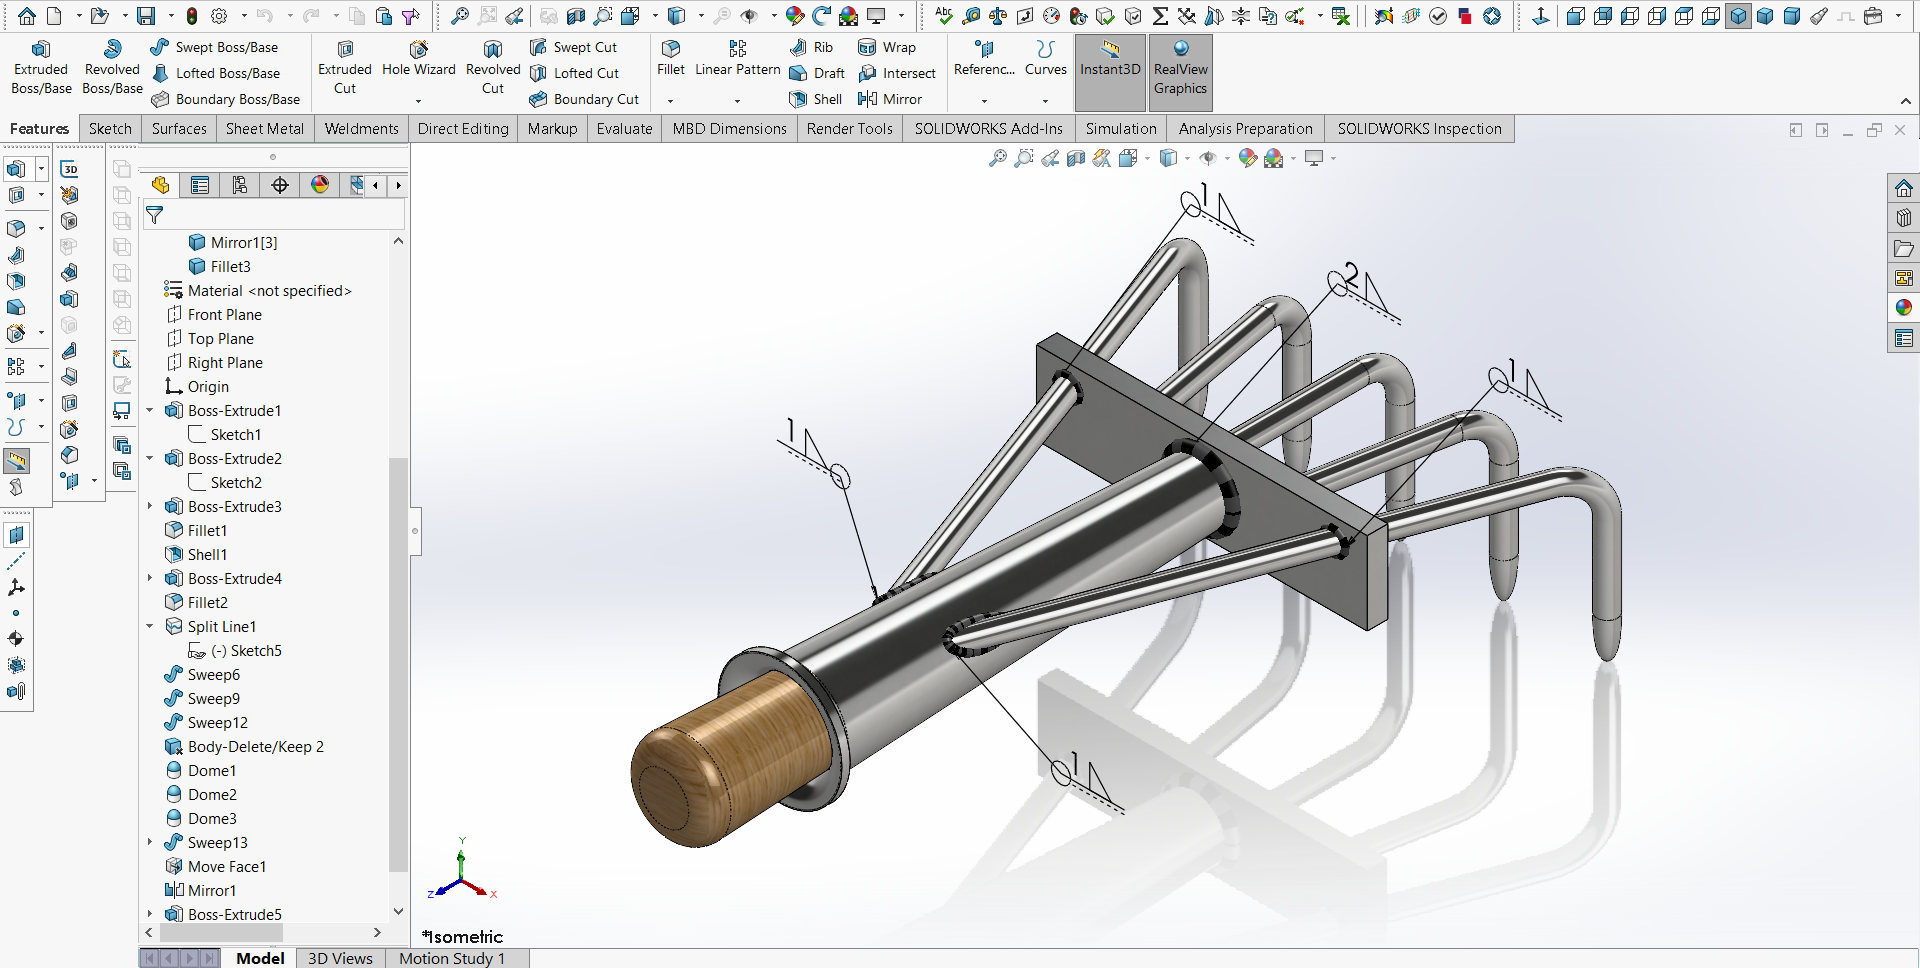 Abc
Extruded Boss/Base
Revolved Boss/Base
Swept Boss/Base
Lofted Boss/Base
Boundary Boss/Base
Extruded Cut
Hole Wizard
Revolved Cut
Swept Cut
Lofted Cut
Boundary Cut
Fillet
Linear Pattern
Rib
Draft
Shell
Wrap
Intersect
Mirror
Referenc...
Curves
Instant3D
RealView Graphics
Features
Sketch
Surfaces
Sheet Metal
Weldments
Direct Editing
Markup
Evaluate
MBD Dimensions
Render Tools
SOLIDWORKS Add-Ins
Simulation
Analysis Preparation
SOLIDWORKS Inspection
3D
Mirror1[3]
Fillet3
Material <not specified>
Front Plane
Top Plane
Right Plane
Origin
Boss-Extrude1
Sketch1
Boss-Extrude2
Sketch2
Boss-Extrude3
Fillet1
Shell1
Boss-Extrude4
Fillet2
Split Line1
(-) Sketch5
Sweep6
Sweep9
Sweep12
Body-Delete/Keep 2
Dome1
Dome2
Dome3
Sweep13
Move Face1
Mirror1
Boss-Extrude5
1
2
1
1
1
Y
Z
X
*Isometric
Model
3D Views
Motion Study 1